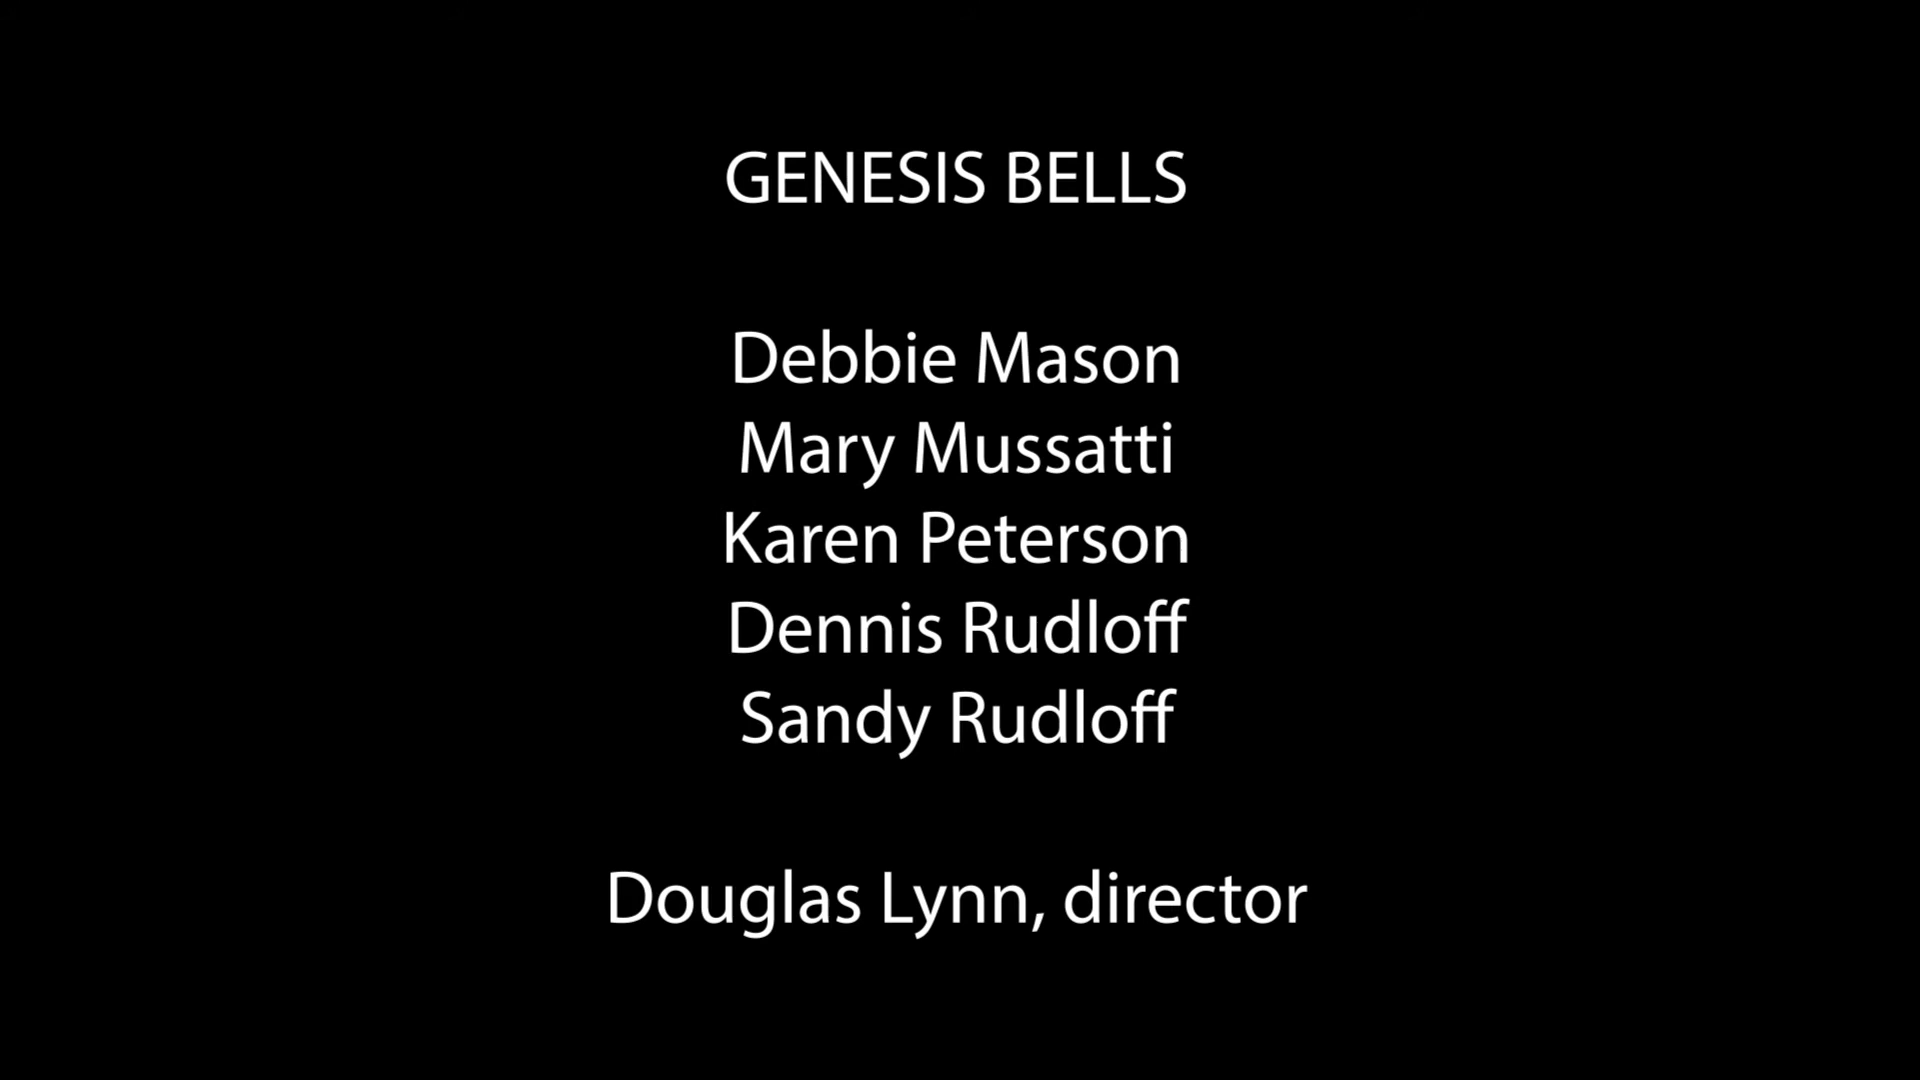 GENESIS BELLS
Debbie Mason
Mary Mussatti
Karen Peterson
Dennis Rudloff
Sandy Rudloff
Douglas Lynn, director